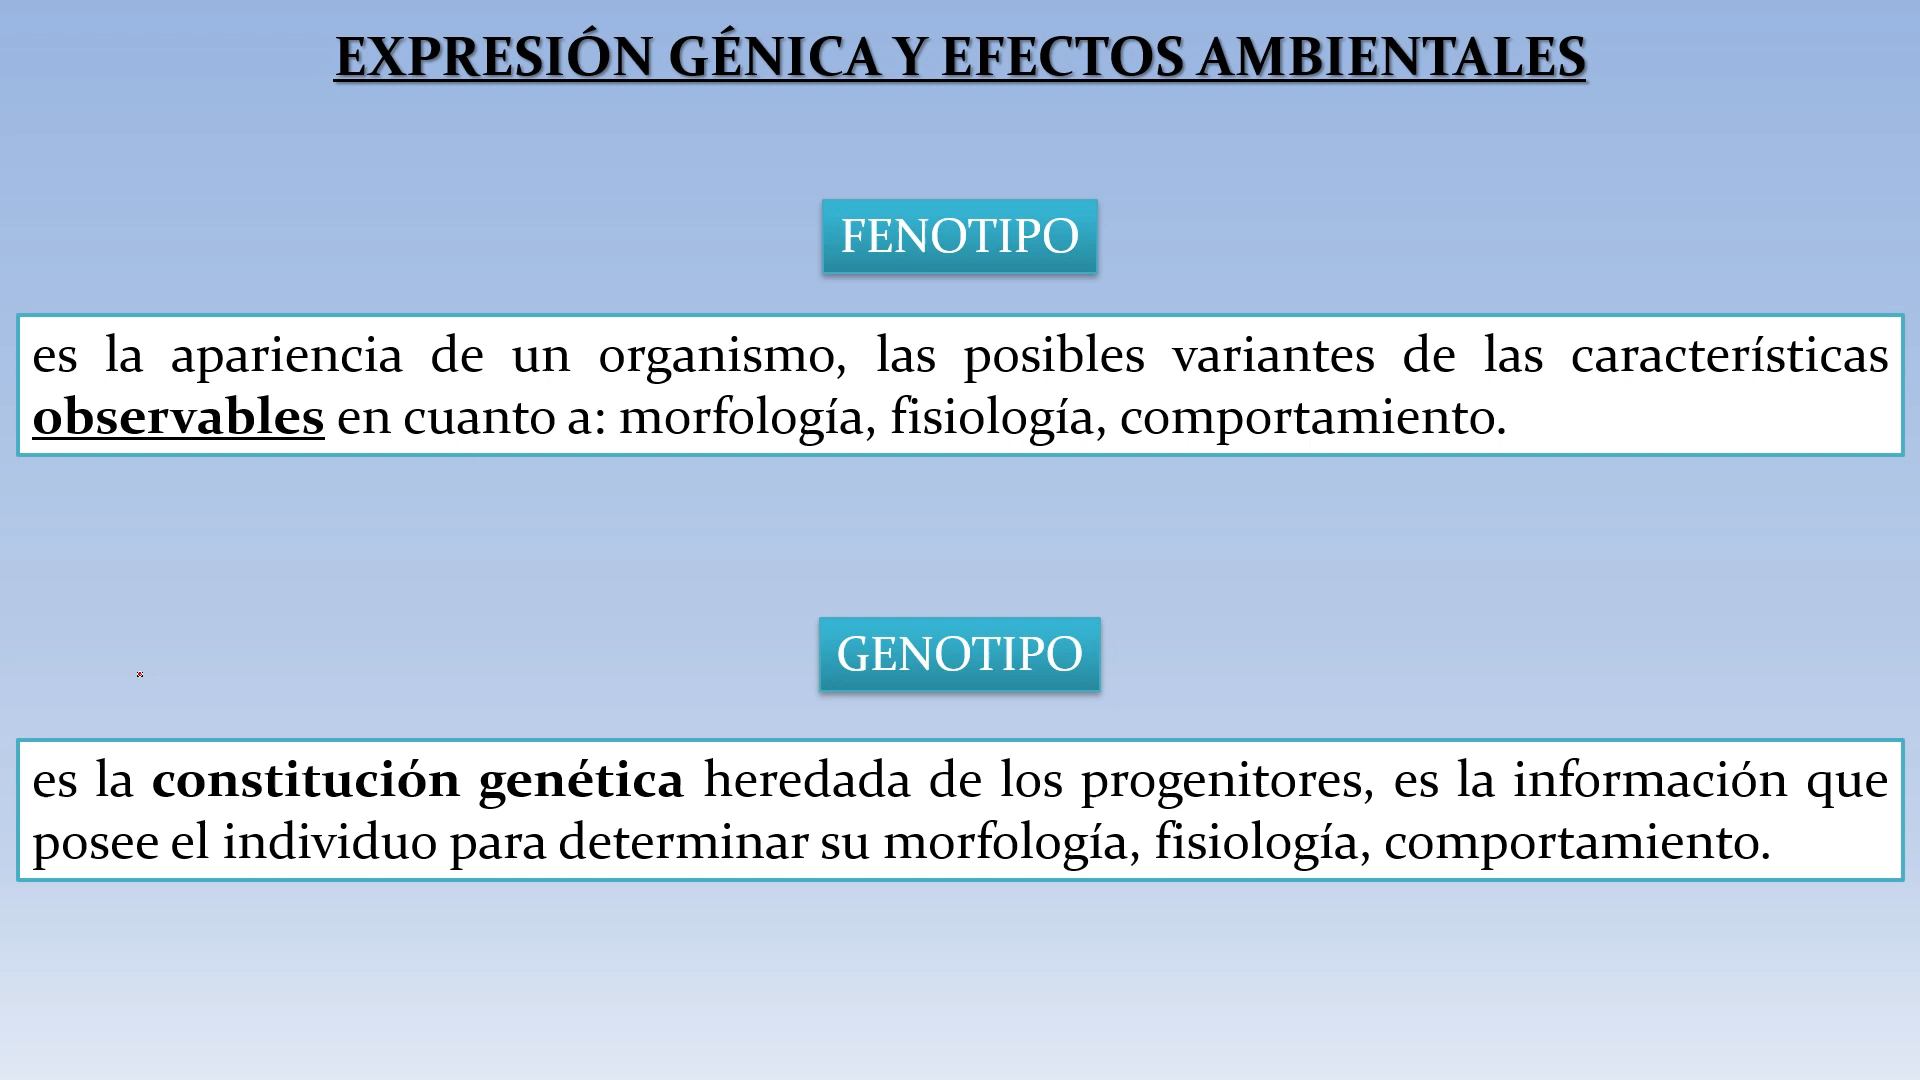 EXPRESIÓN GÉNICA Y EFECTOS AMBIENTALES
FENOTIPO
es la apariencia de un organismo, las posibles variantes de las características
observables en cuanto a: morfología, fisiología, comportamiento.
GENOTIPO
es la constitución genética heredada de los progenitores, es la información que
posee el individuo para determinar su morfología, fisiología, comportamiento.